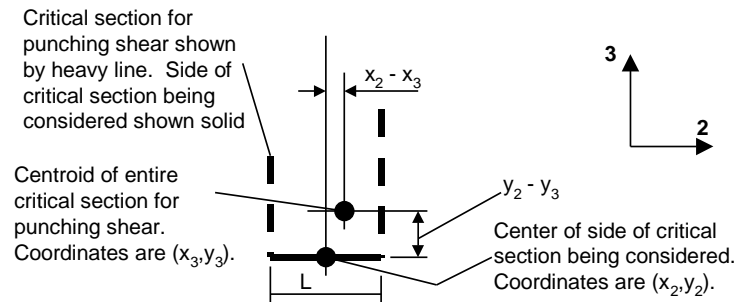 Critical section for
punching shear shown
by heavy line.  Side of
critical section being
considered shown solid
x₂ - x₃
3
2
Centroid of entire
critical section for
punching shear.
Coordinates are (x₃,y₃).
y₂ - y₃
Center of side of critical
section being considered.
Coordinates are (x₂,y₂).
L